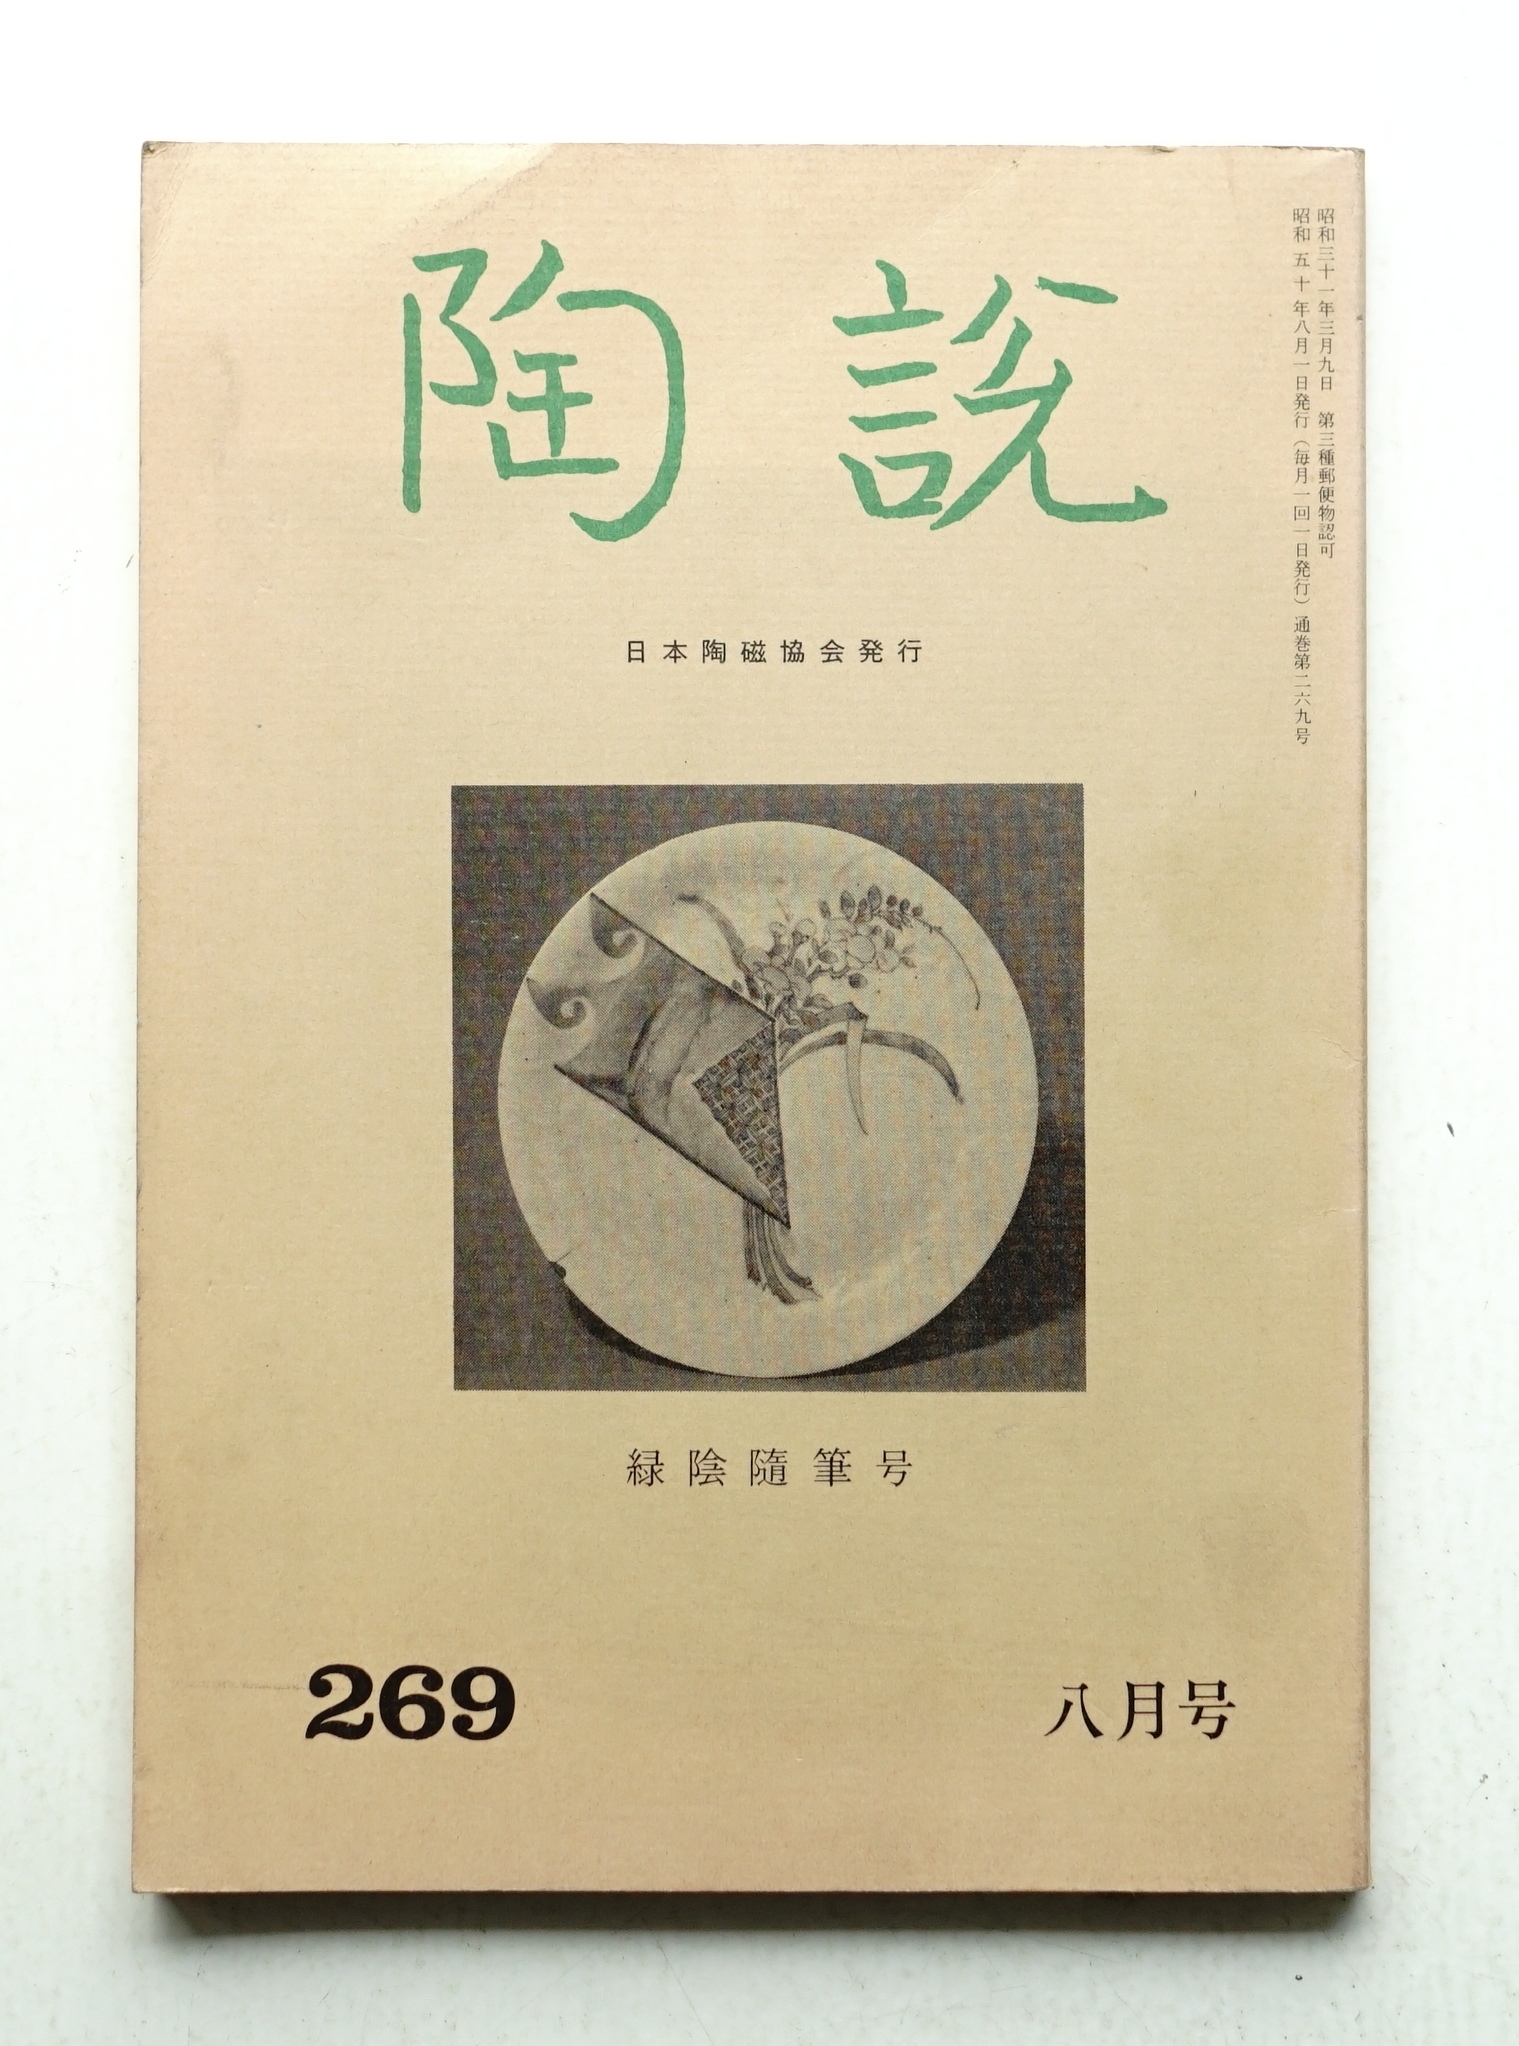 陶説
昭和三十一年三月九日 第三種郵便物認可
昭和五十年八月一日発行（毎月一回一日発行）通巻第二六九号
日本陶磁協会発行
緑陰随筆号
269
八月号